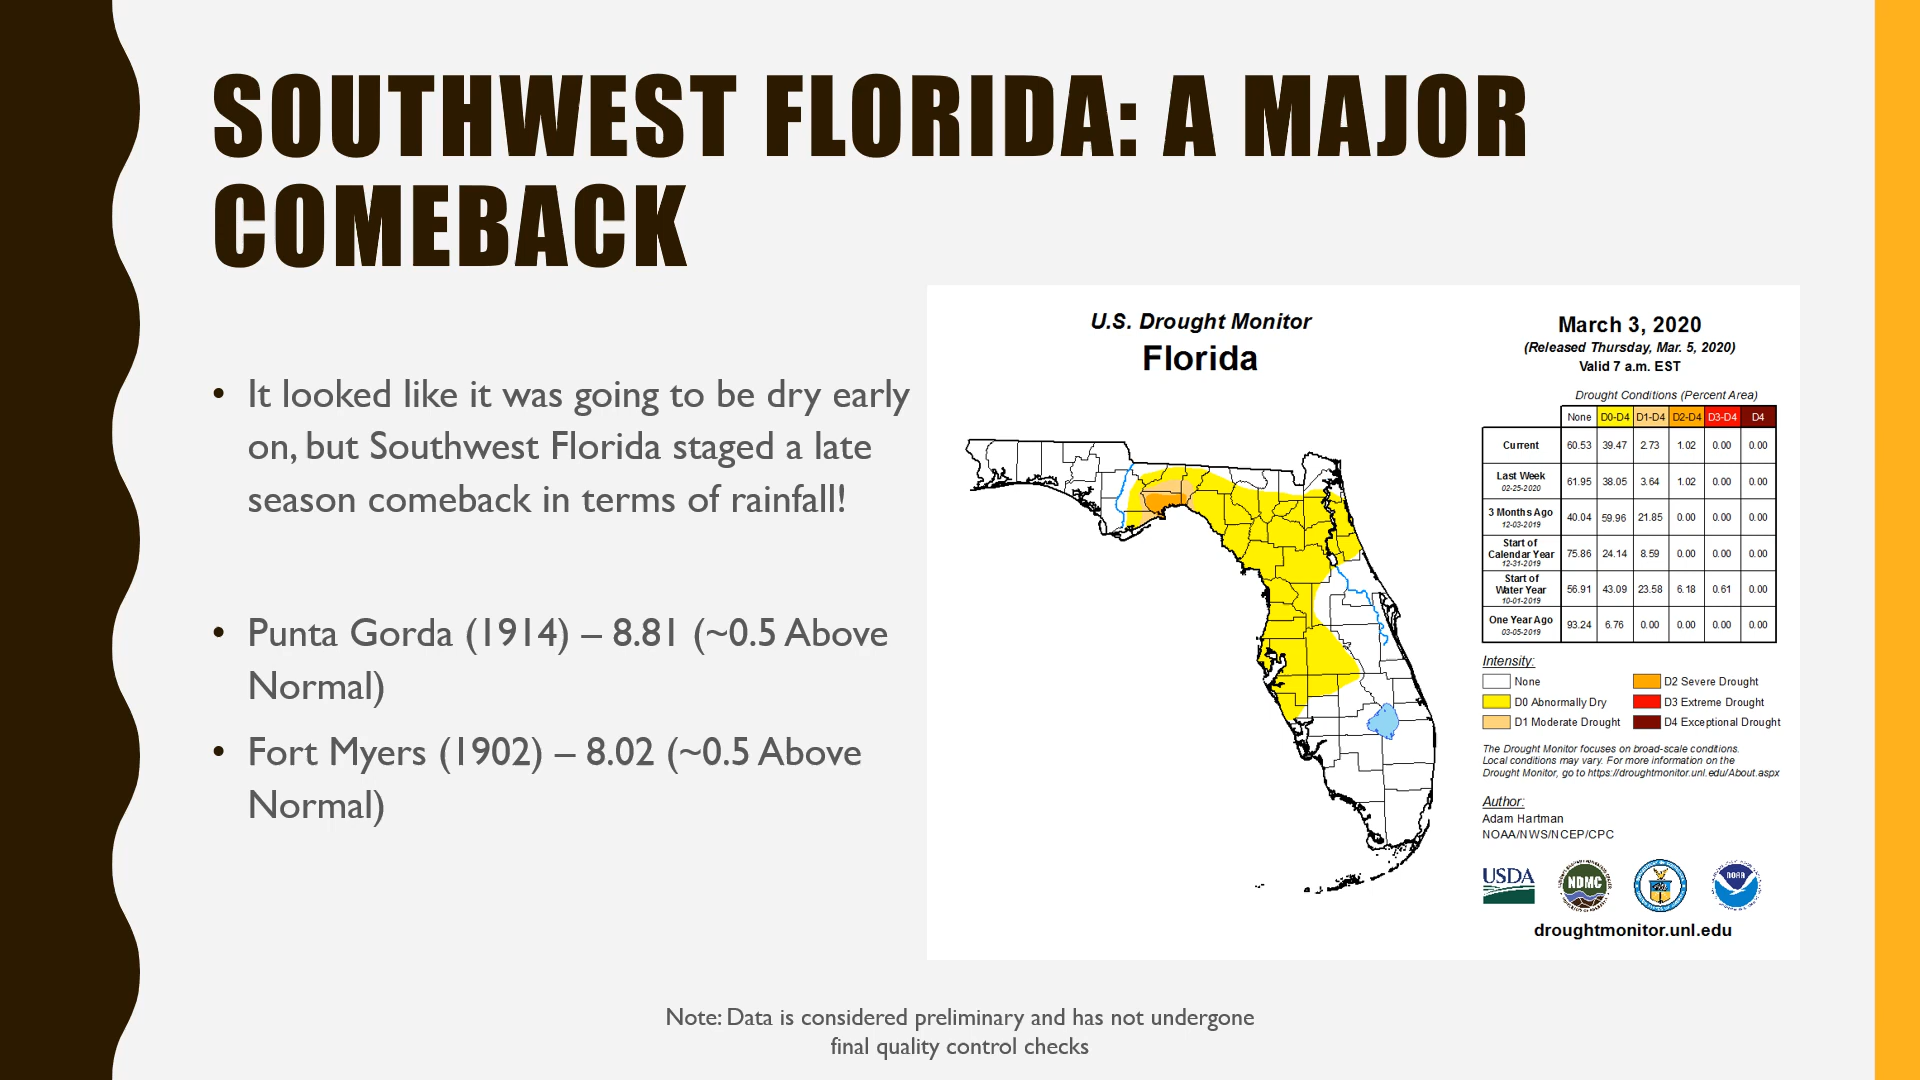 SOUTHWEST FLORIDA: A MAJOR
COMEBACK
• It looked like it was going to be dry early
on, but Southwest Florida staged a late
season comeback in terms of rainfall!
• Punta Gorda (1914) – 8.81 (~0.5 Above
Normal)
• Fort Myers (1902) – 8.02 (~0.5 Above
Normal)
U.S. Drought Monitor
Florida
March 3, 2020
(Released Thursday, Mar. 5, 2020)
Valid 7 a.m. EST
Drought Conditions (Percent Area)
None D0-D4 D1-D4 D2-D4 D3-D4 D4
Current 60.53 39.47 2.73 1.02 0.00 0.00
Last Week
02-25-2020 61.95 38.05 3.64 1.02 0.00 0.00
3 Months Ago
12-03-2019 40.04 59.96 21.85 0.00 0.00 0.00
Start of
Calendar Year
12-31-2019 75.86 24.14 8.59 0.00 0.00 0.00
Start of
Water Year
10-01-2019 56.91 43.09 23.58 6.18 0.61 0.00
One Year Ago
03-05-2019 93.24 6.76 0.00 0.00 0.00 0.00
Intensity:
None
D0 Abnormally Dry
D1 Moderate Drought
D2 Severe Drought
D3 Extreme Drought
D4 Exceptional Drought
The Drought Monitor focuses on broad-scale conditions.
Local conditions may vary. For more information on the
Drought Monitor, go to https://droughtmonitor.unl.edu/About.aspx
Author:
Adam Hartman
NOAA/NWS/NCEP/CPC
USDA
NDMC
NOAA
droughtmonitor.unl.edu
Note: Data is considered preliminary and has not undergone
final quality control checks